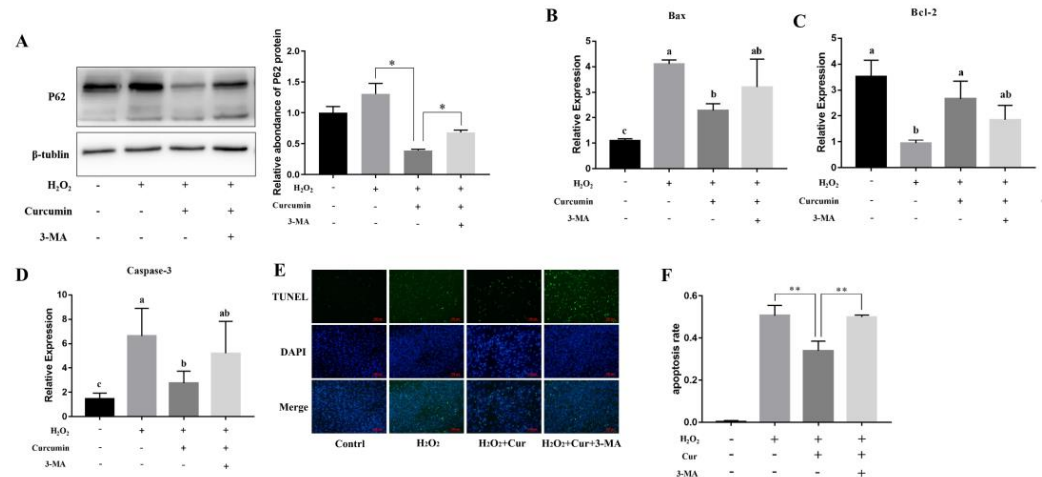 A
P62
β-tublin
H₂O₂ - + + +
Curcumin - - + +
3-MA - - - +
Relative abondance of P62 protein
2.0
1.5
1.0
0.5
0.0
* *
H₂O₂ - + + +
Curcumin - - + +
3-MA - - - +
B
Bax
Relative Expression
5
4
3
2
1
0
c a b ab
H₂O₂ - + + +
Curcumin - - + +
3-MA - - - +
C
Bcl-2
Relative Expression
5
4
3
2
1
0
a b a ab
H₂O₂ - + + +
Curcumin - - + +
3-MA - - - +
D
Caspase-3
Relative Expression
10
8
6
4
2
0
c a b ab
H₂O₂ - + + +
Curcumin - - + +
3-MA - - - +
E
TUNEL
DAPI
Merge
Contrl H₂O₂ H₂O₂+Cur H₂O₂+Cur+3-MA
F
apoptosis rate
0.6
0.4
0.2
0.0
** **
H₂O₂ - + + +
Cur - - + +
3-MA - - - +